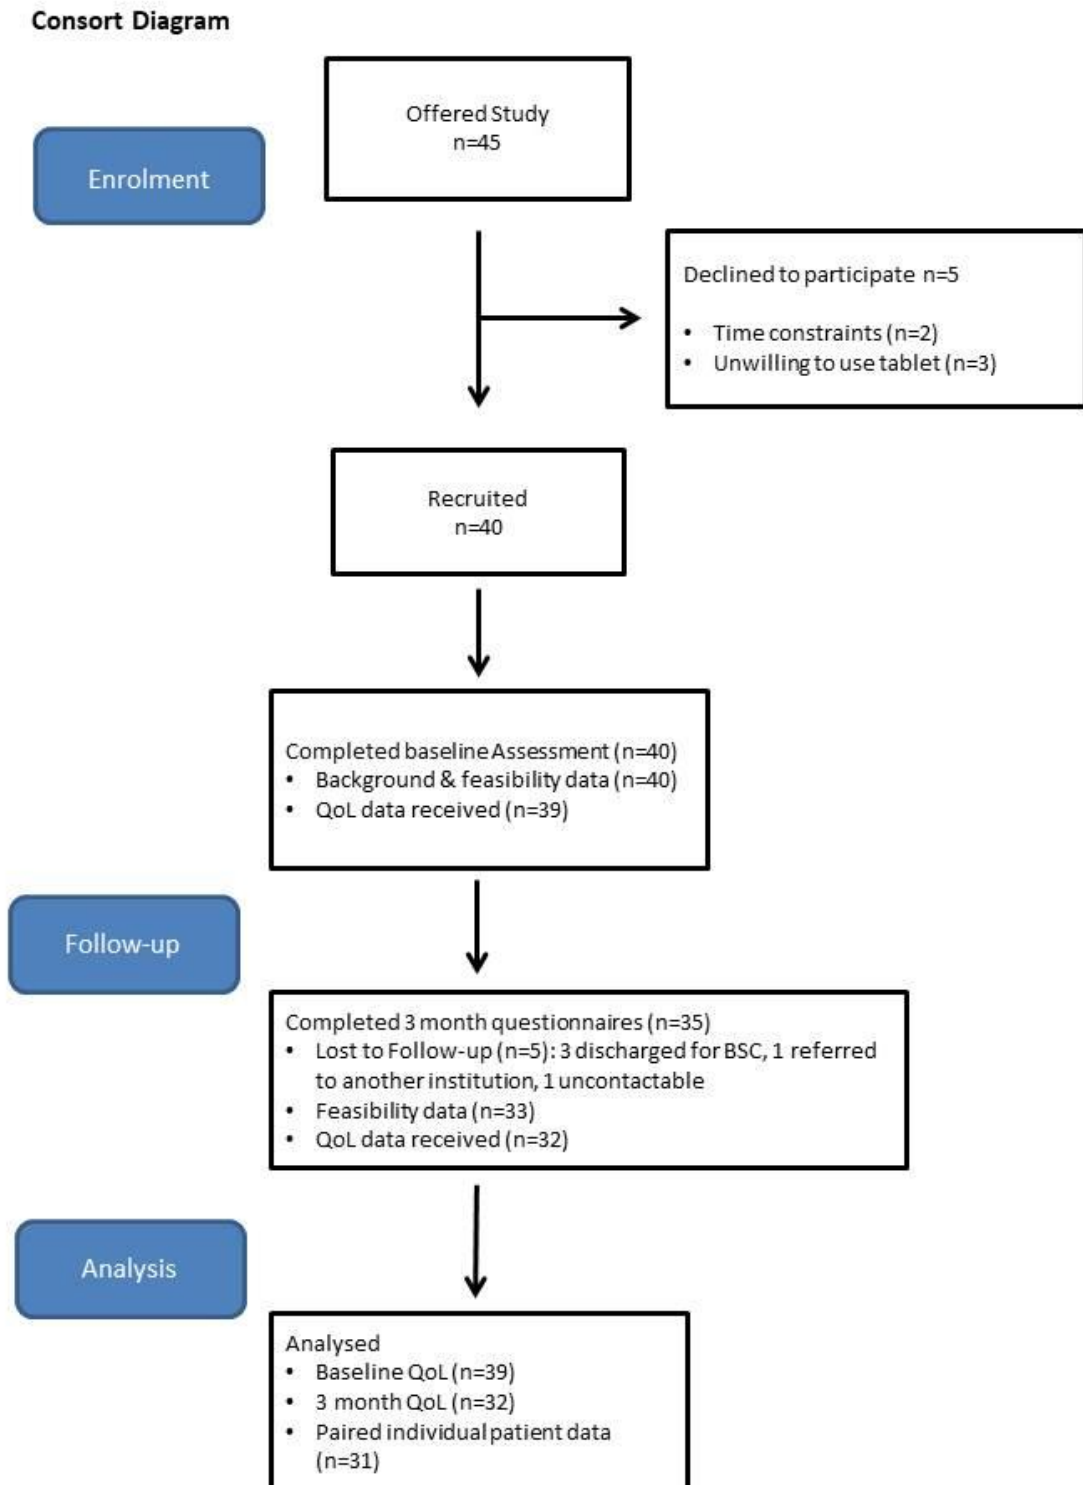 Consort Diagram
Offered Study
n=45
Enrolment
Declined to participate n=5
• Time constraints (n=2)
• Unwilling to use tablet (n=3)
Recruited
n=40
Completed baseline Assessment (n=40)
• Background & feasibility data (n=40)
• QoL data received (n=39)
Follow-up
Completed 3 month questionnaires (n=35)
• Lost to Follow-up (n=5): 3 discharged for BSC, 1 referred
to another institution, 1 uncontactable
• Feasibility data (n=33)
• QoL data received (n=32)
Analysis
Analysed
• Baseline QoL (n=39)
• 3 month QoL (n=32)
• Paired individual patient data
(n=31)